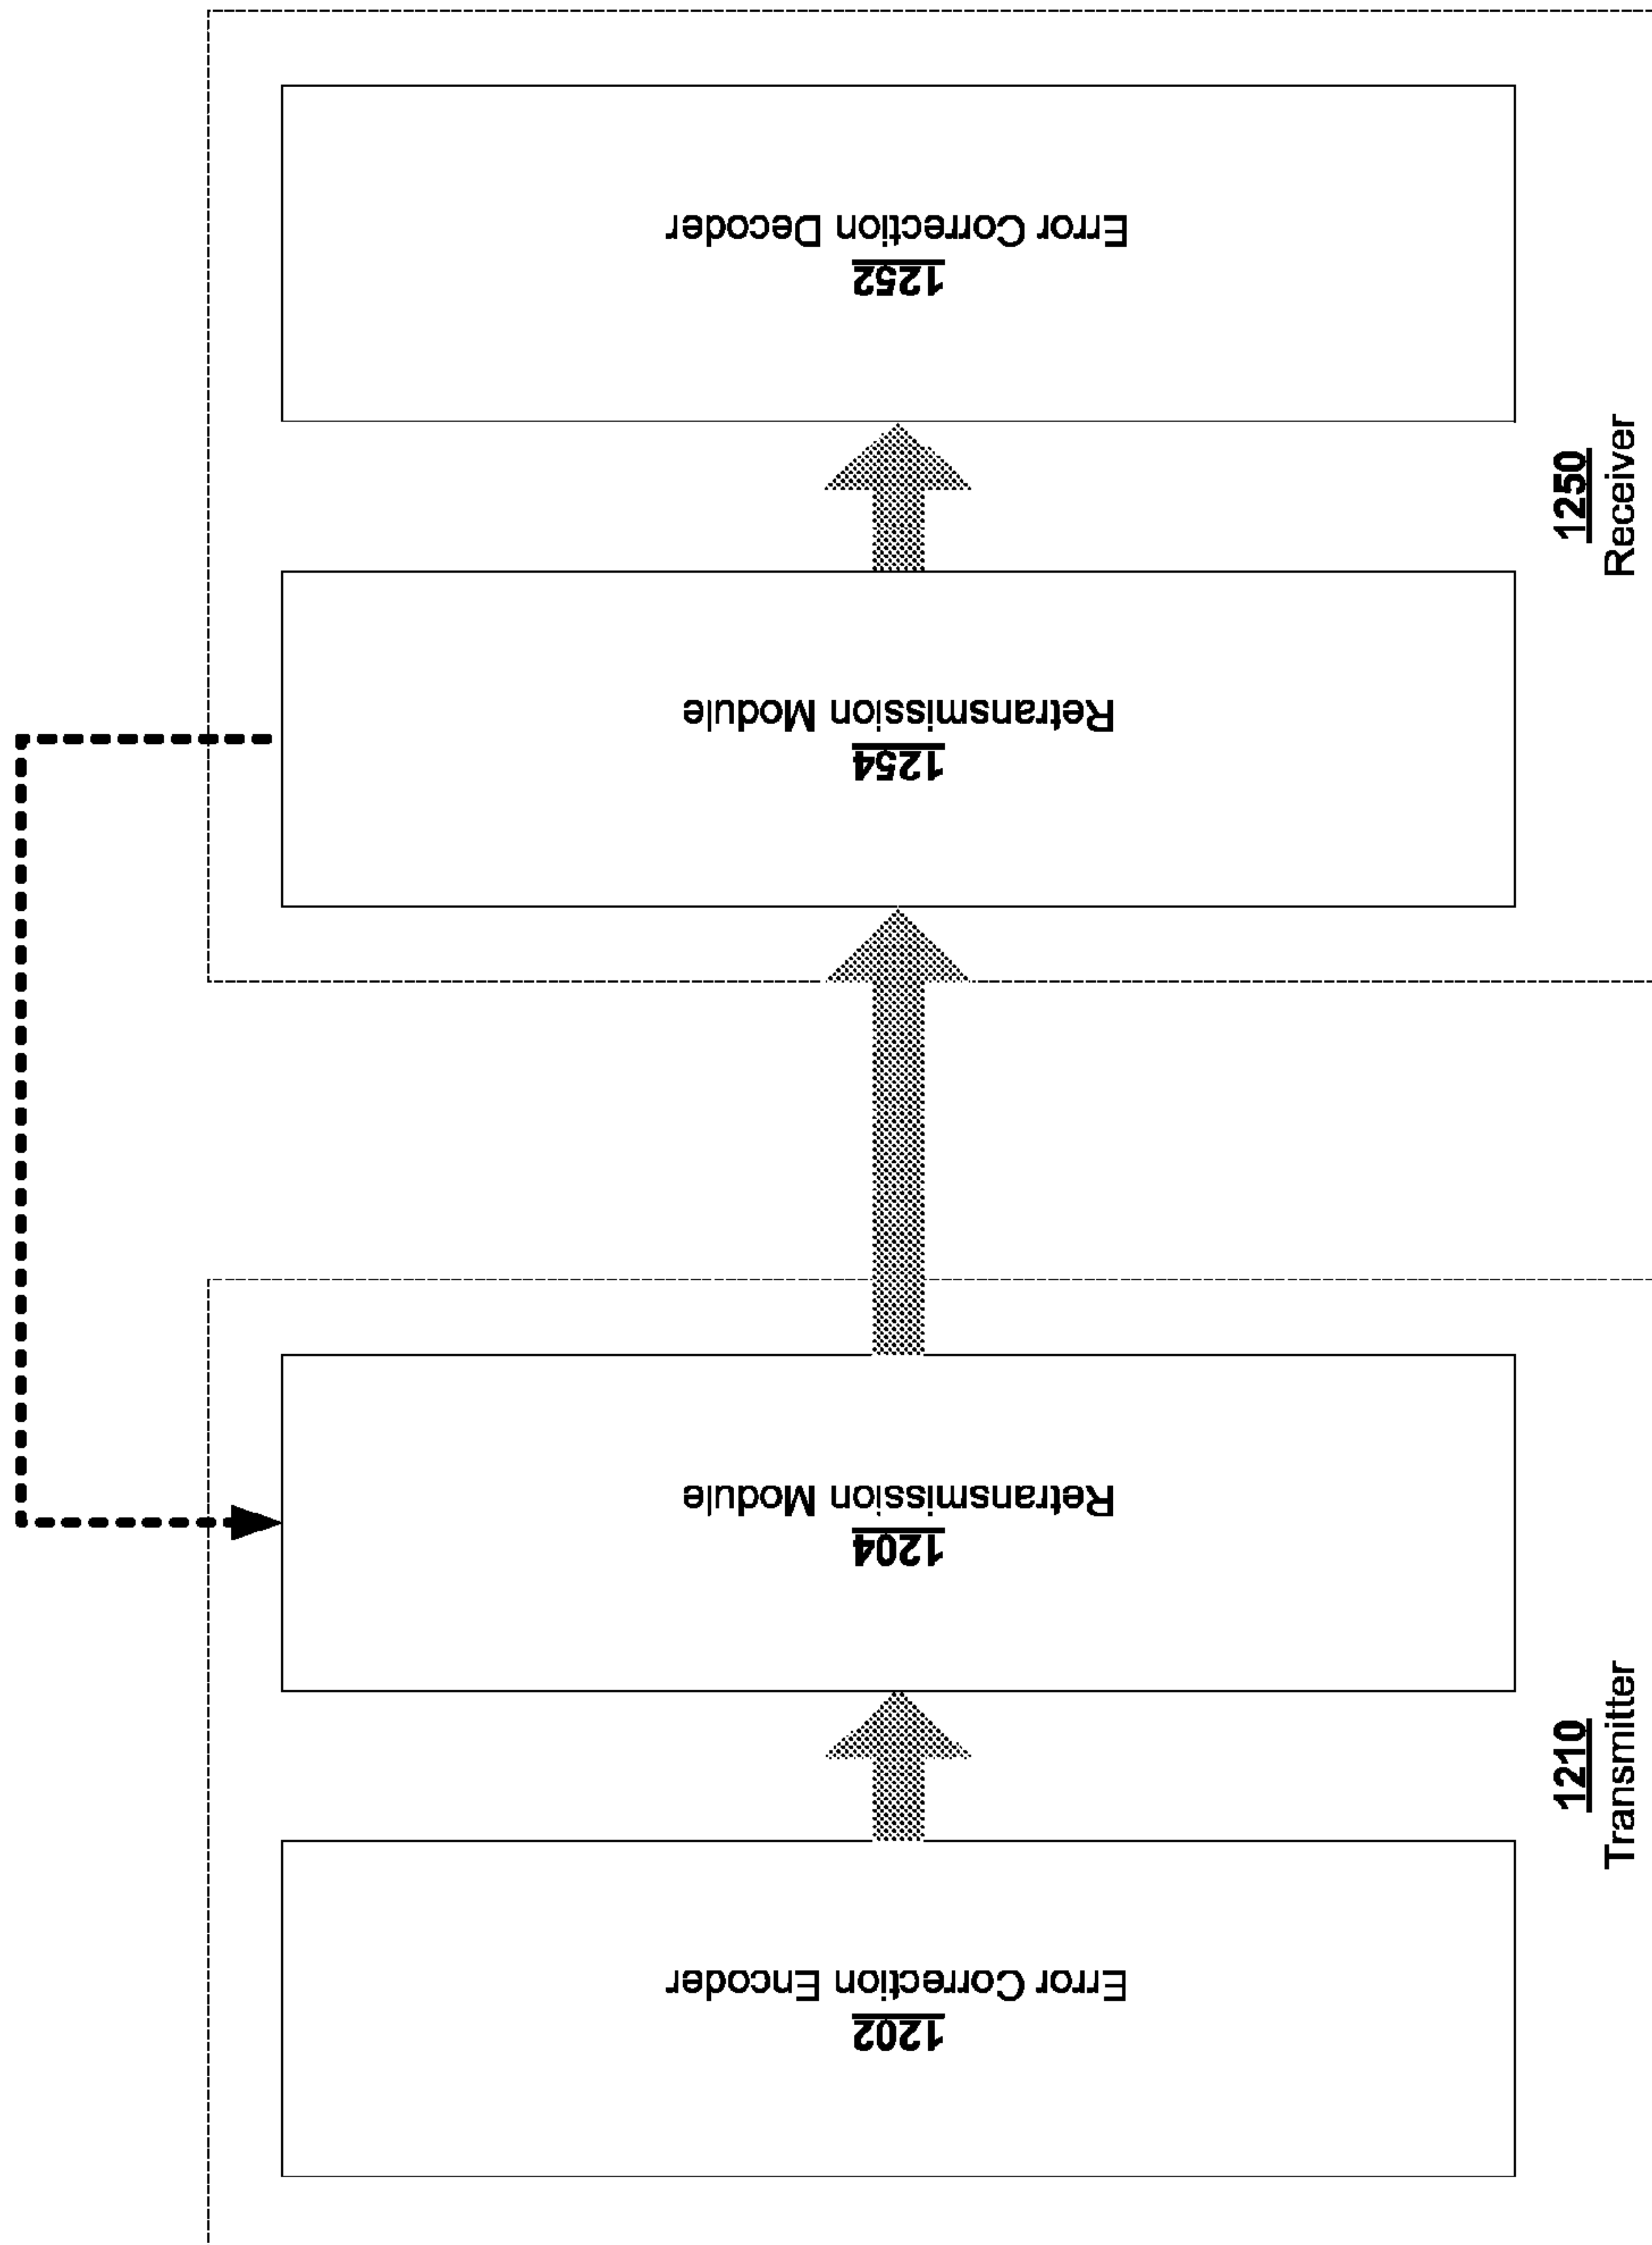 Error Correction Encoder
1202
Retransmission Module
1204
1210
Transmitter
Retransmission Module
1254
Error Correction Decoder
1252
1250
Receiver